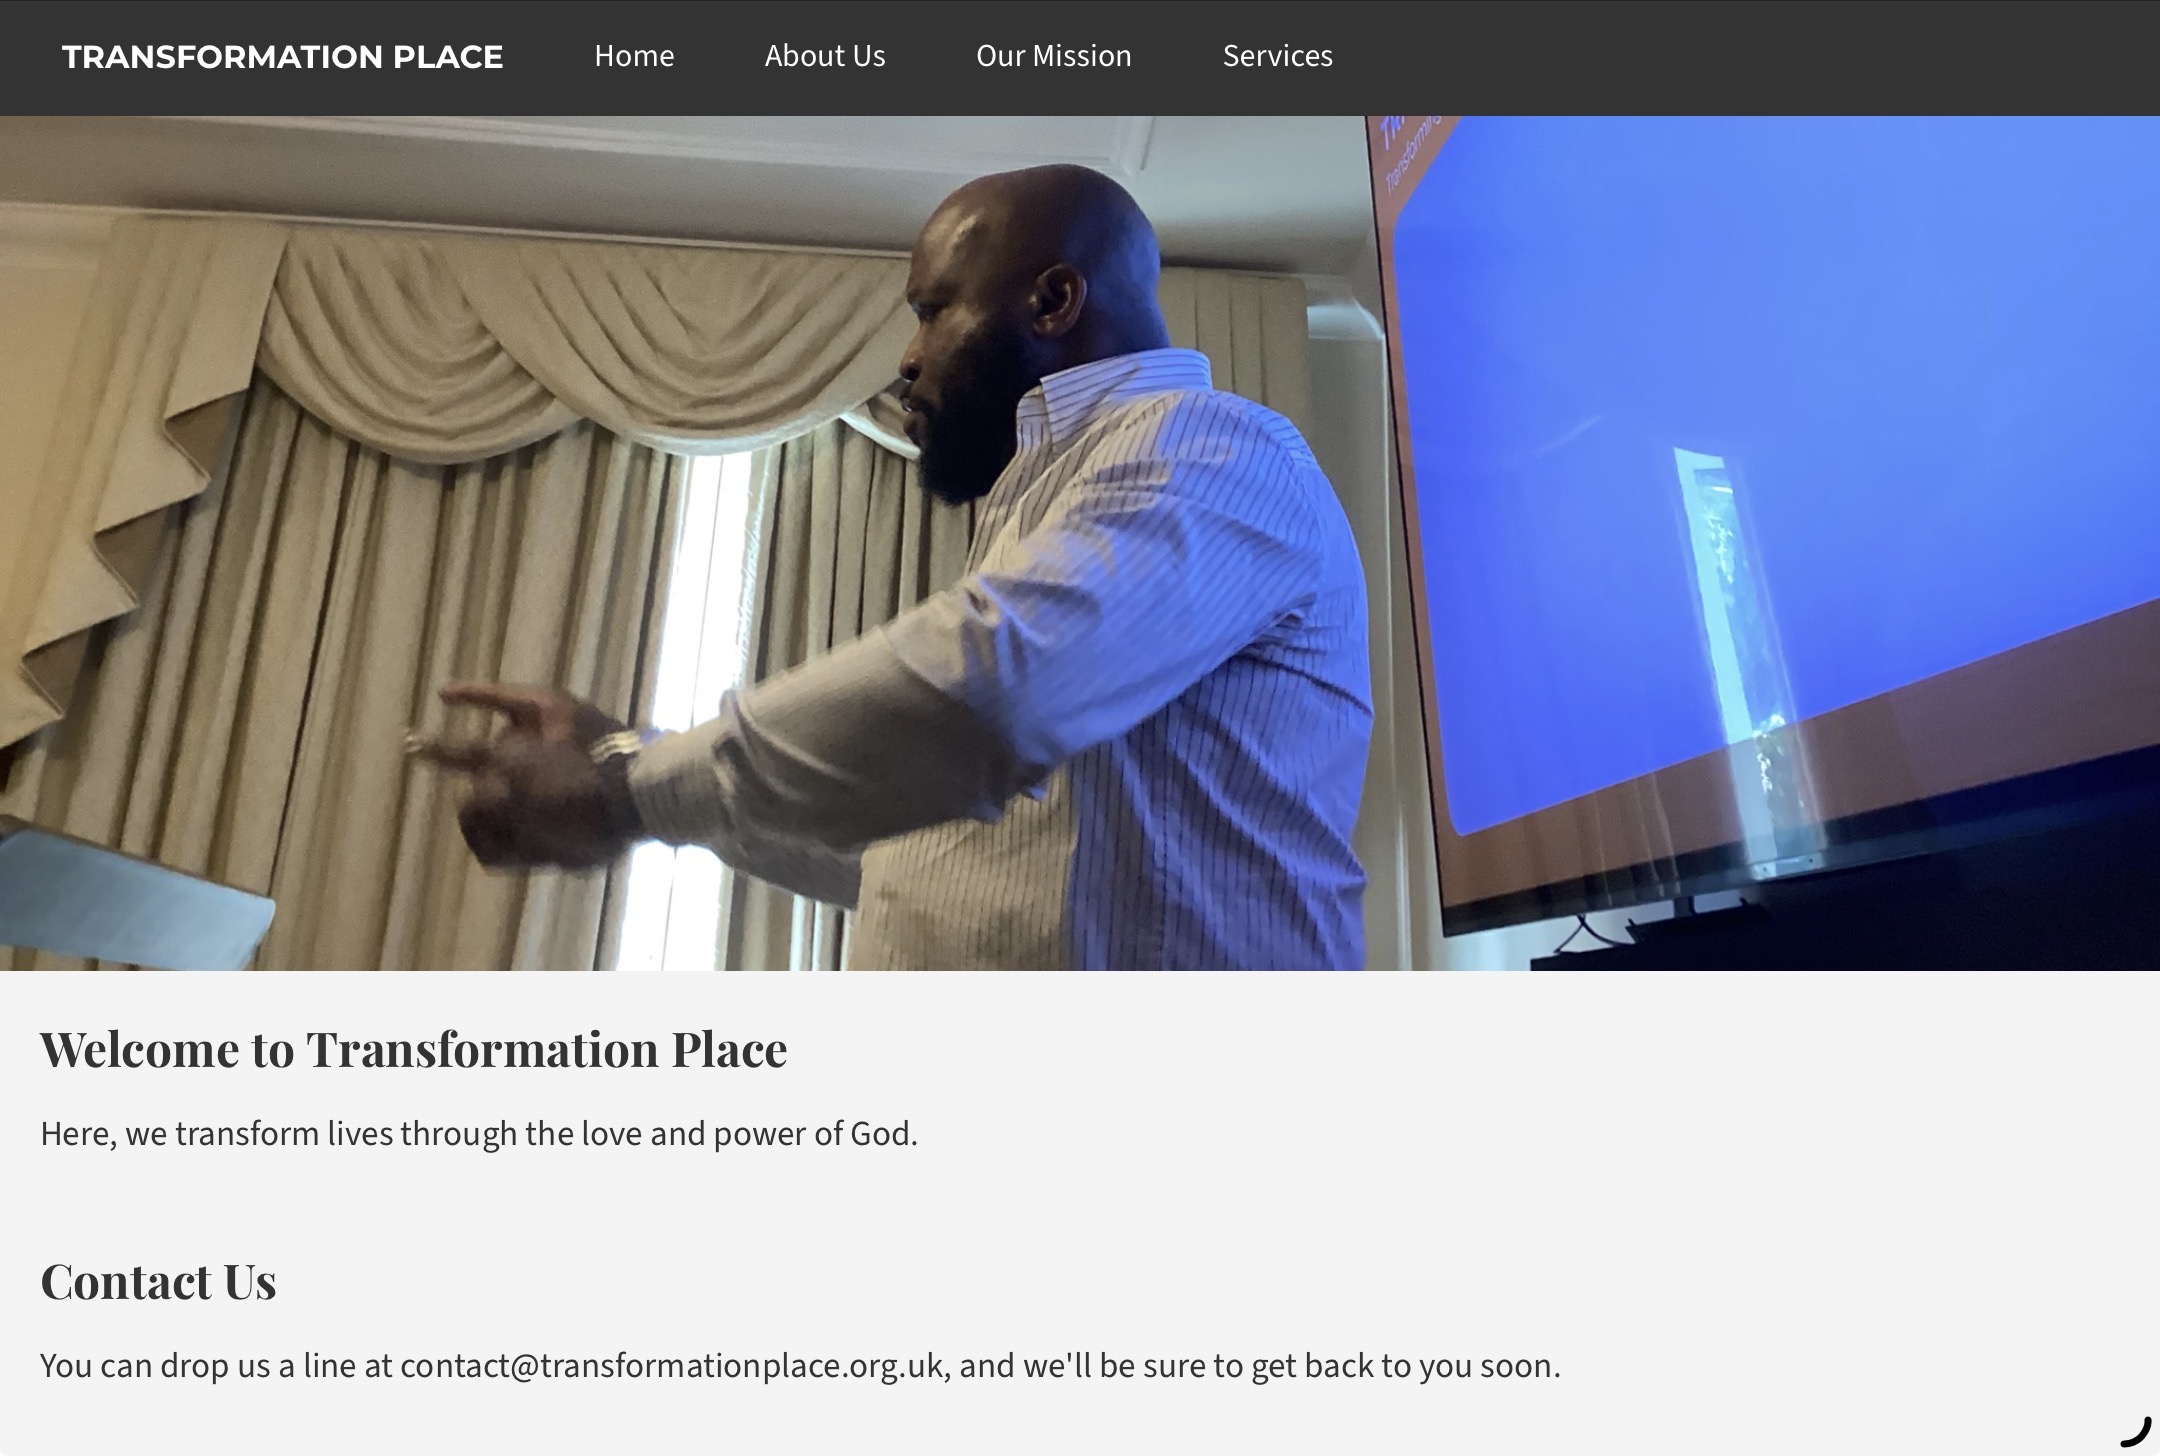 TRANSFORMATION PLACE Home About Us Our Mission Services
Transforming
Welcome to Transformation Place
Here, we transform lives through the love and power of God.
Contact Us
You can drop us a line at contact@transformationplace.org.uk, and we'll be sure to get back to you soon.